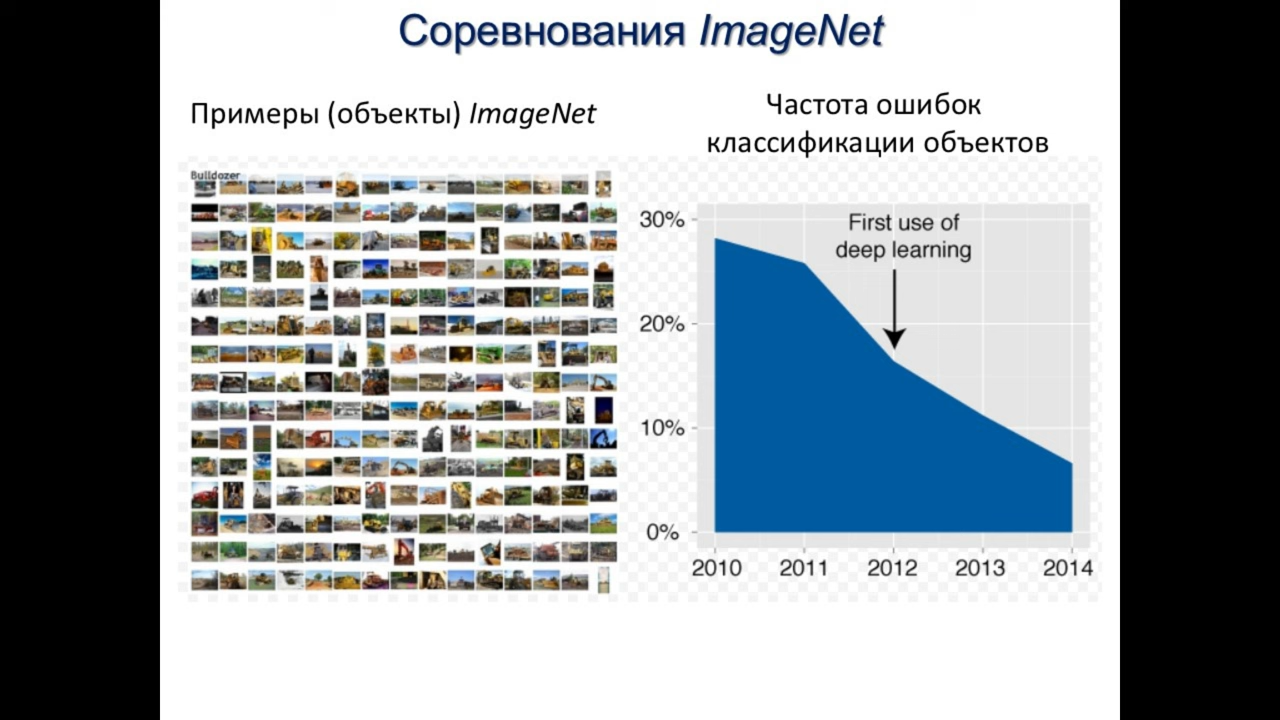 Соревнования ImageNet
Примеры (объекты) ImageNet
Частота ошибок
классификации объектов
Bulldozer
First use of
deep learning
30%
20%
10%
0%
2010 2011 2012 2013 2014